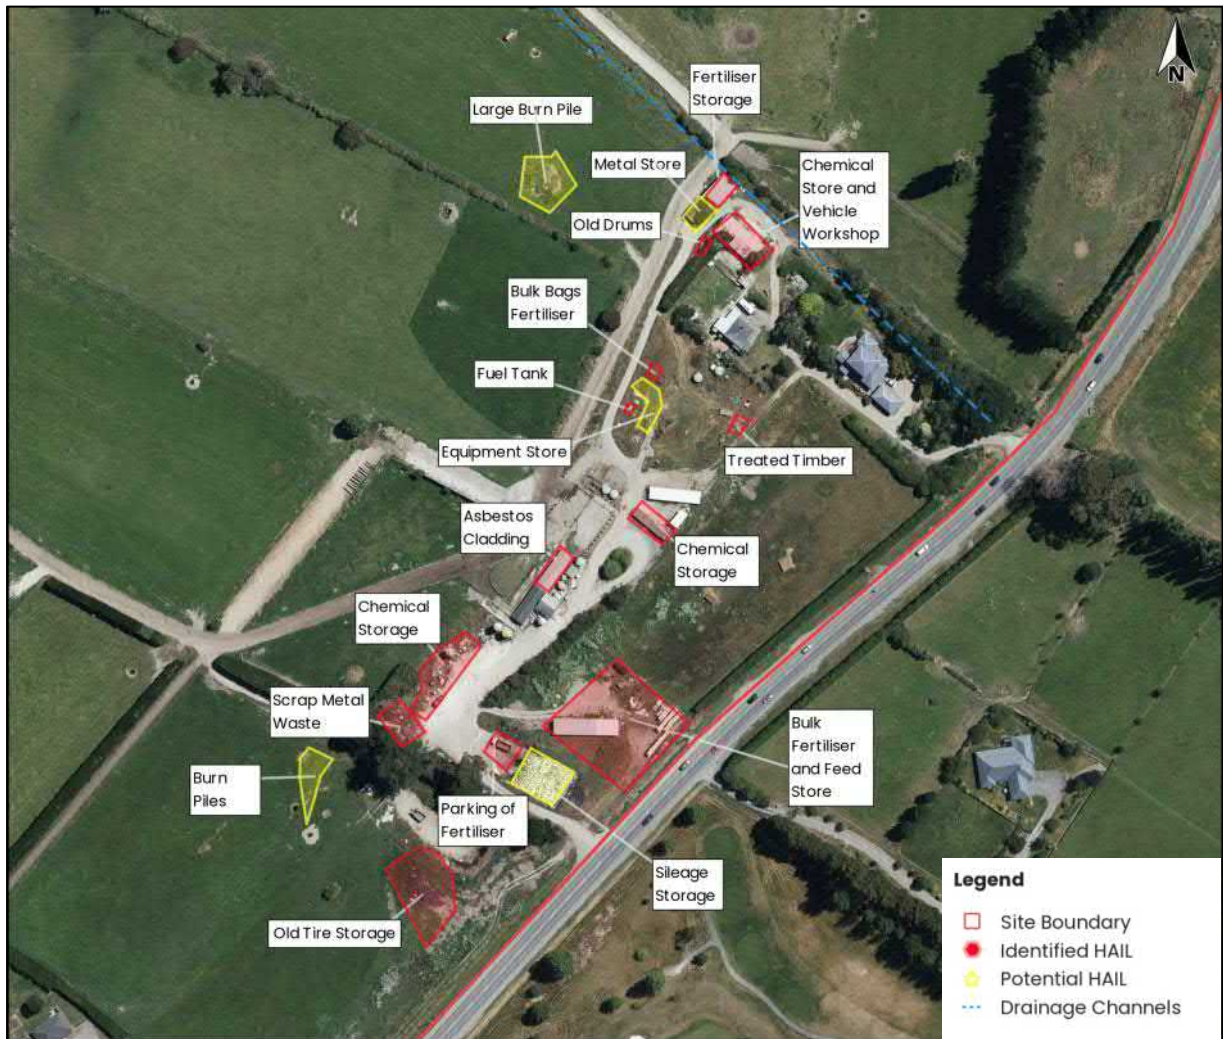 Fertiliser
Storage
Large Burn Pile
Metal Store
Chemical
Store and
Vehicle
Workshop
Old Drums
Bulk Bags
Fertiliser
Fuel Tank
Equipment Store
Treated Timber
Asbestos
Cladding
Chemical
Storage
Chemical
Storage
Scrap Metal
Waste
Burn
Piles
Parking of
Fertiliser
Bulk
Fertiliser
and Feed
Store
Sileage
Storage
Old Tire Storage
N
Legend
Site Boundary
Identified HAIL
Potential HAIL
Drainage Channels